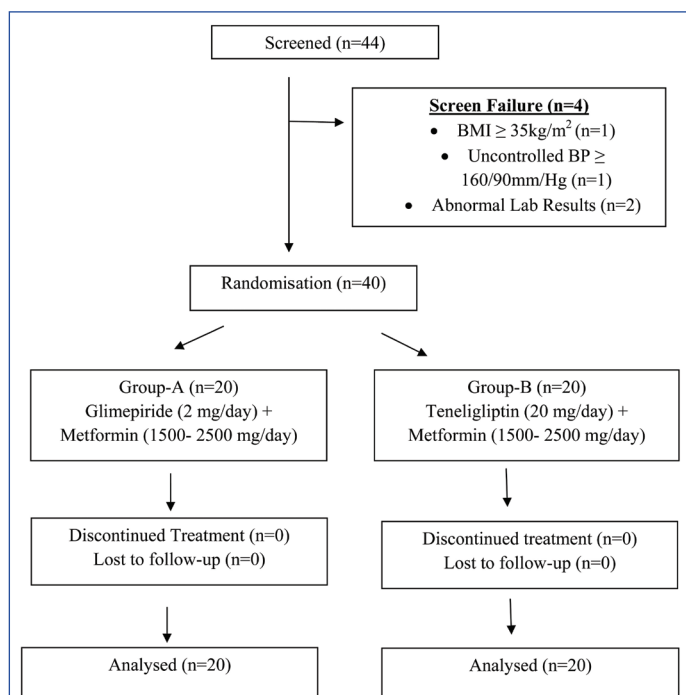 Screened (n=44)
Screen Failure (n=4)
• BMI ≥ 35kg/m² (n=1)
• Uncontrolled BP ≥
160/90mm/Hg (n=1)
• Abnormal Lab Results (n=2)
Randomisation (n=40)
Group-A (n=20)
Glimepiride (2 mg/day) +
Metformin (1500- 2500 mg/day)
Group-B (n=20)
Teneligliptin (20 mg/day) +
Metformin (1500- 2500 mg/day)
Discontinued Treatment (n=0)
Lost to follow-up (n=0)
Discontinued treatment (n=0)
Lost to follow-up (n=0)
Analysed (n=20)
Analysed (n=20)